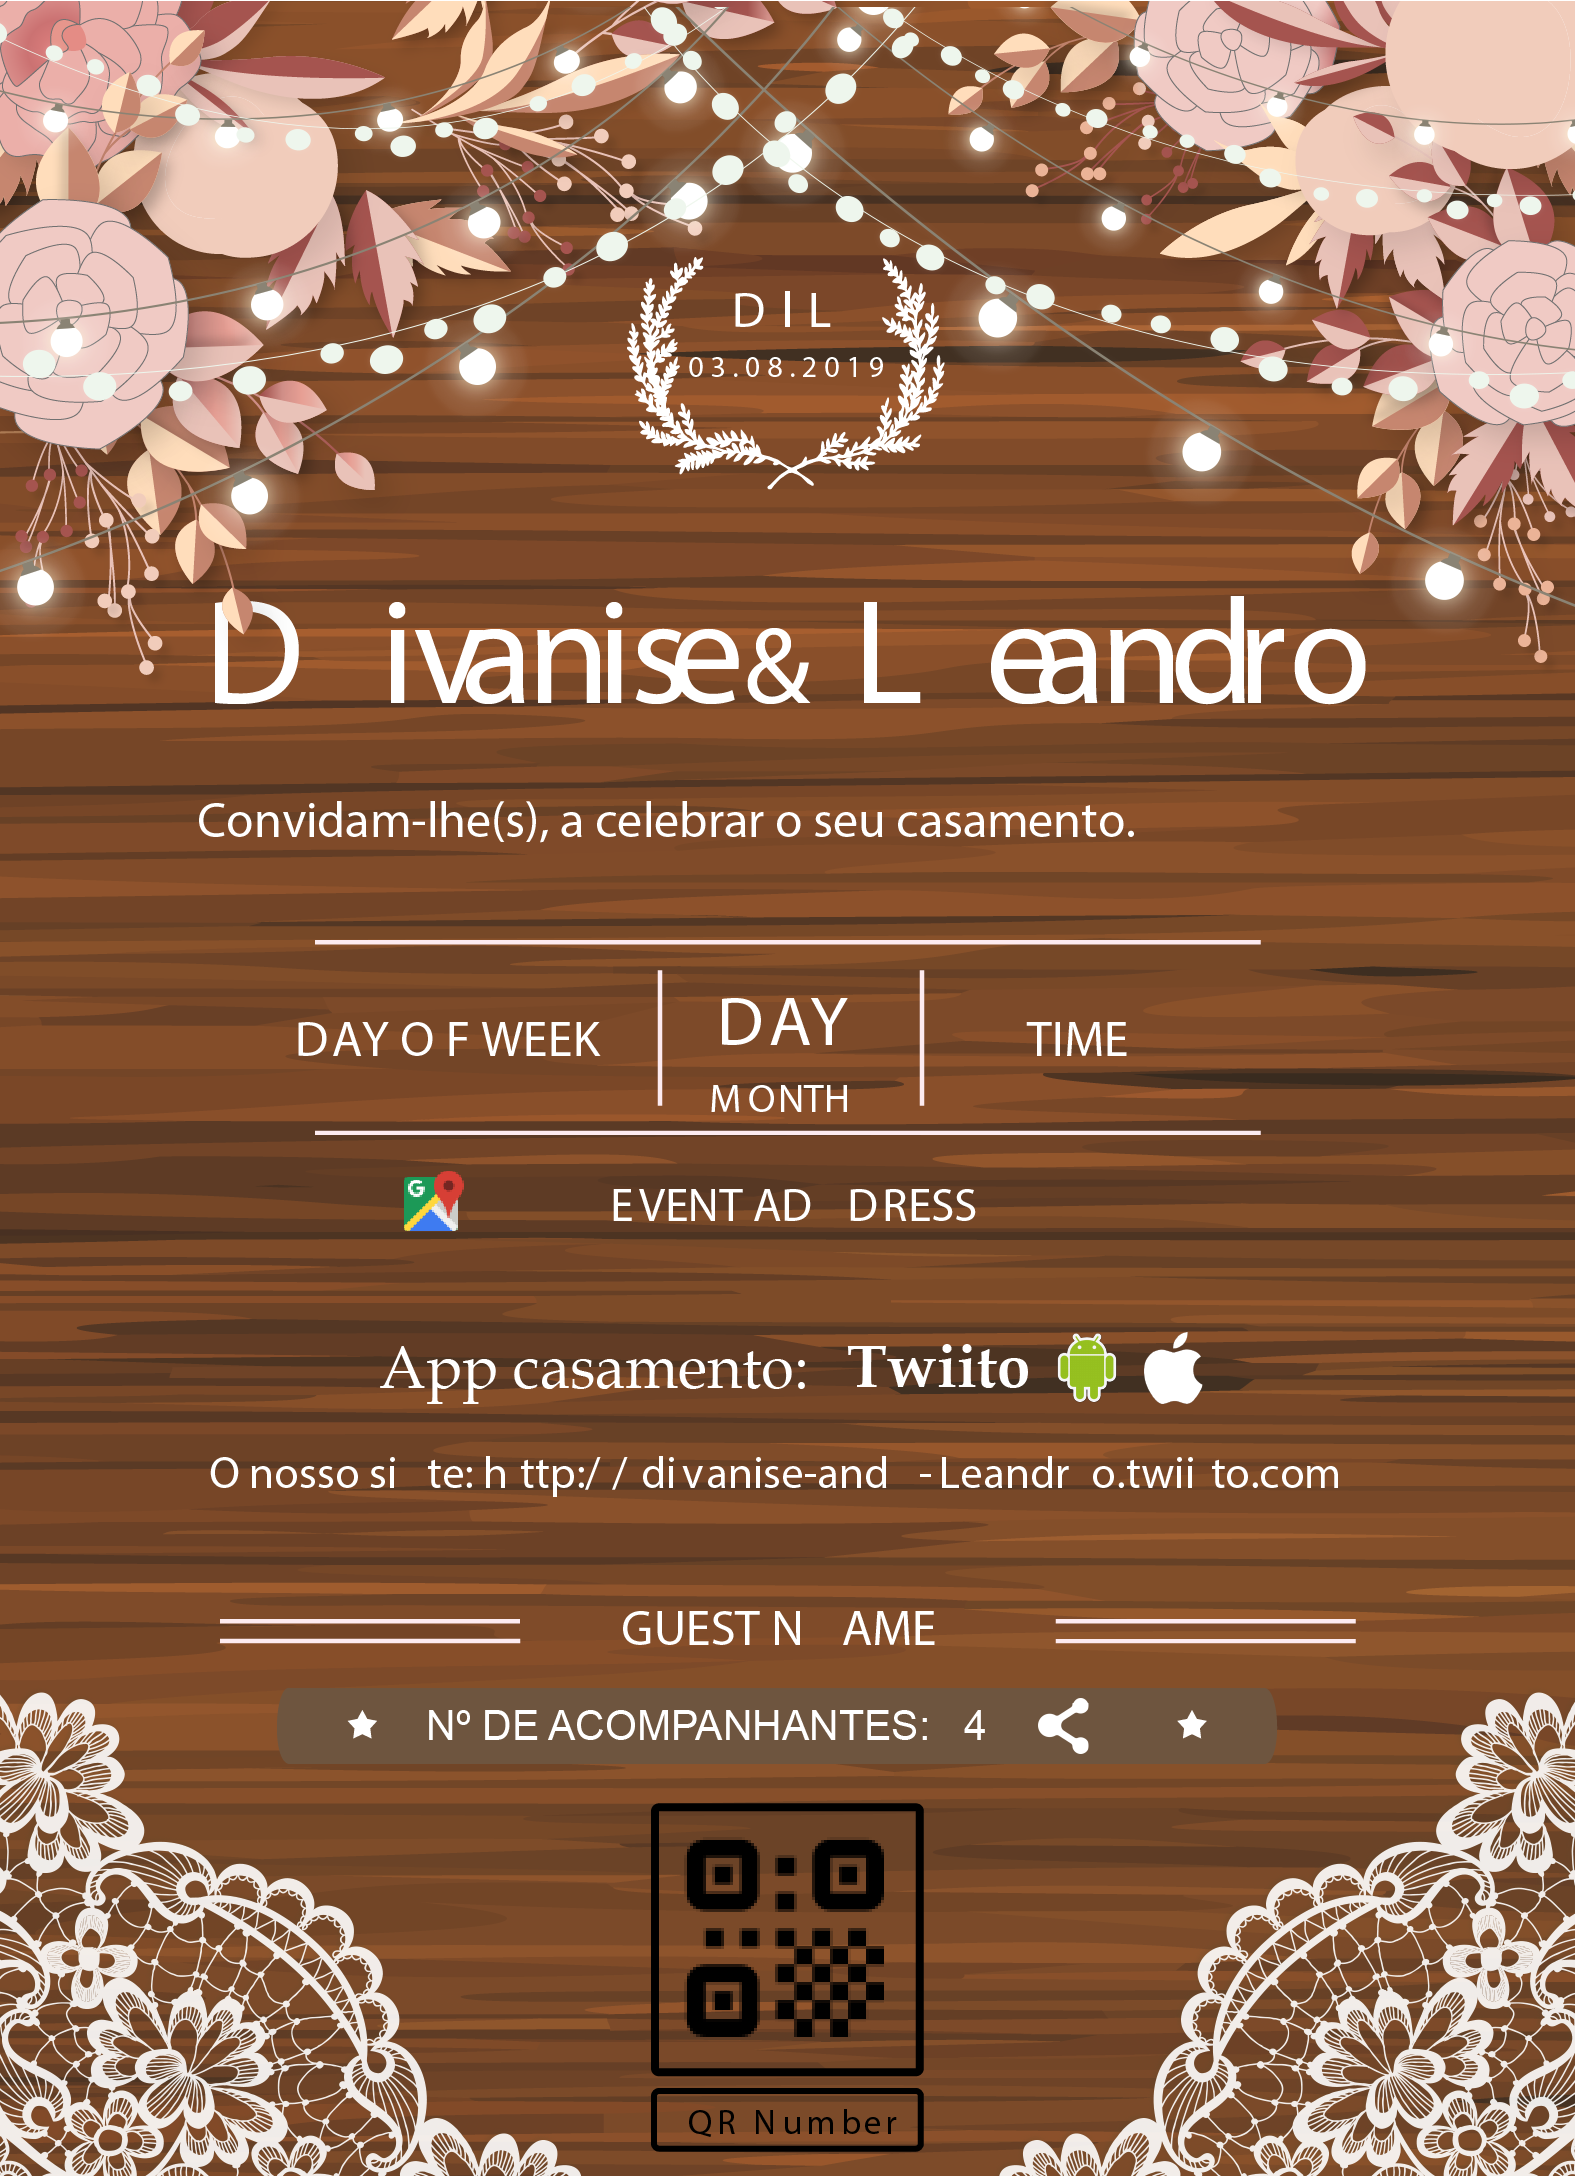 DIL
03.08.2019
Divanise & Leandro
Convidam-lhe(s), a celebrar o seu casamento.
DAY OF WEEK
DAY
MONTH
TIME
EVENT ADDRESS
App casamento: Twiito
O nosso site: http://divanise-and-Leandro.twiito.com
GUEST NAME
Nº DE ACOMPANHANTES: 4
QR Number